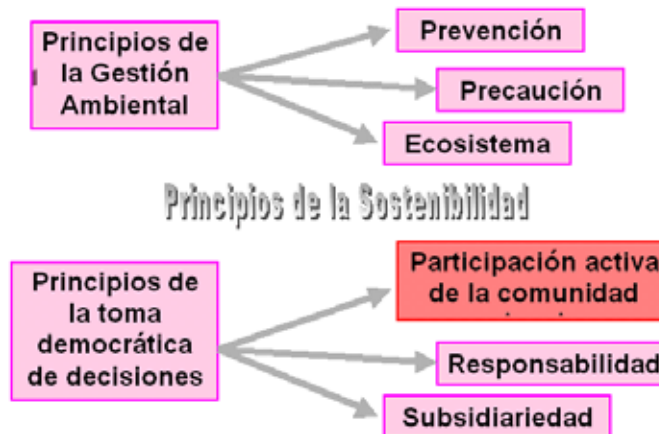 Principios de
la Gestión
Ambiental
Prevención
Precaución
Ecosistema
Principios de la Sostenibilidad
Principios de
la toma
democrática
de decisiones
Participación activa
de la comunidad
Responsabilidad
Subsidiariedad